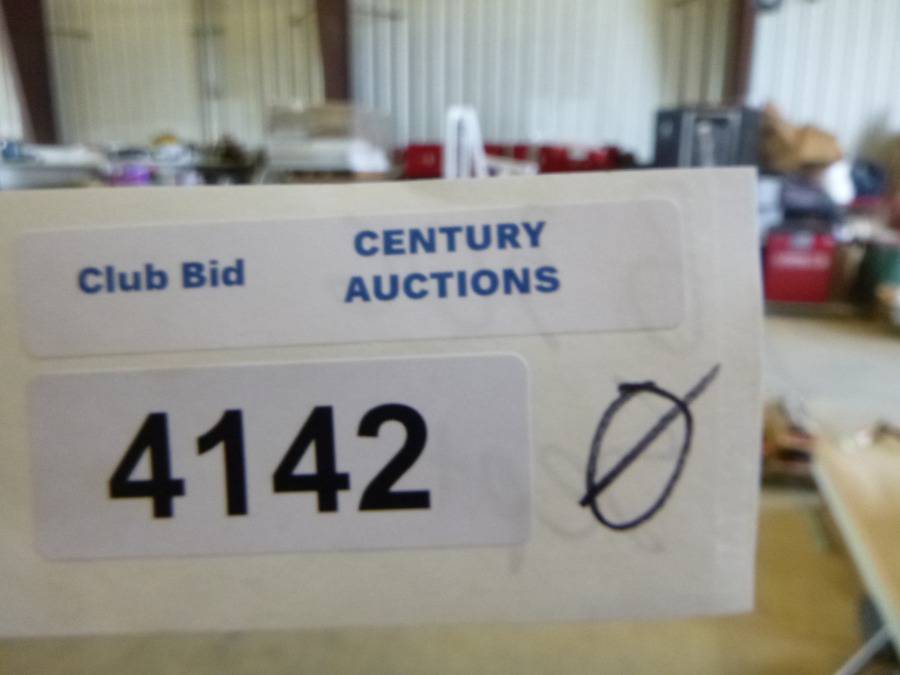 Club Bid
CENTURY
AUCTIONS
4142
Ø